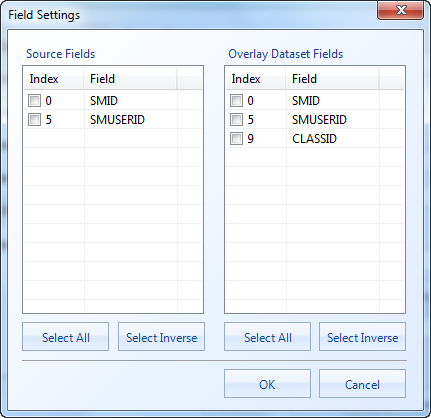 Field Settings
Source Fields
Index Field
0 SMID
5 SMUSERID
Select All Select Inverse
Overlay Dataset Fields
Index Field
0 SMID
5 SMUSERID
9 CLASSID
Select All Select Inverse
OK Cancel